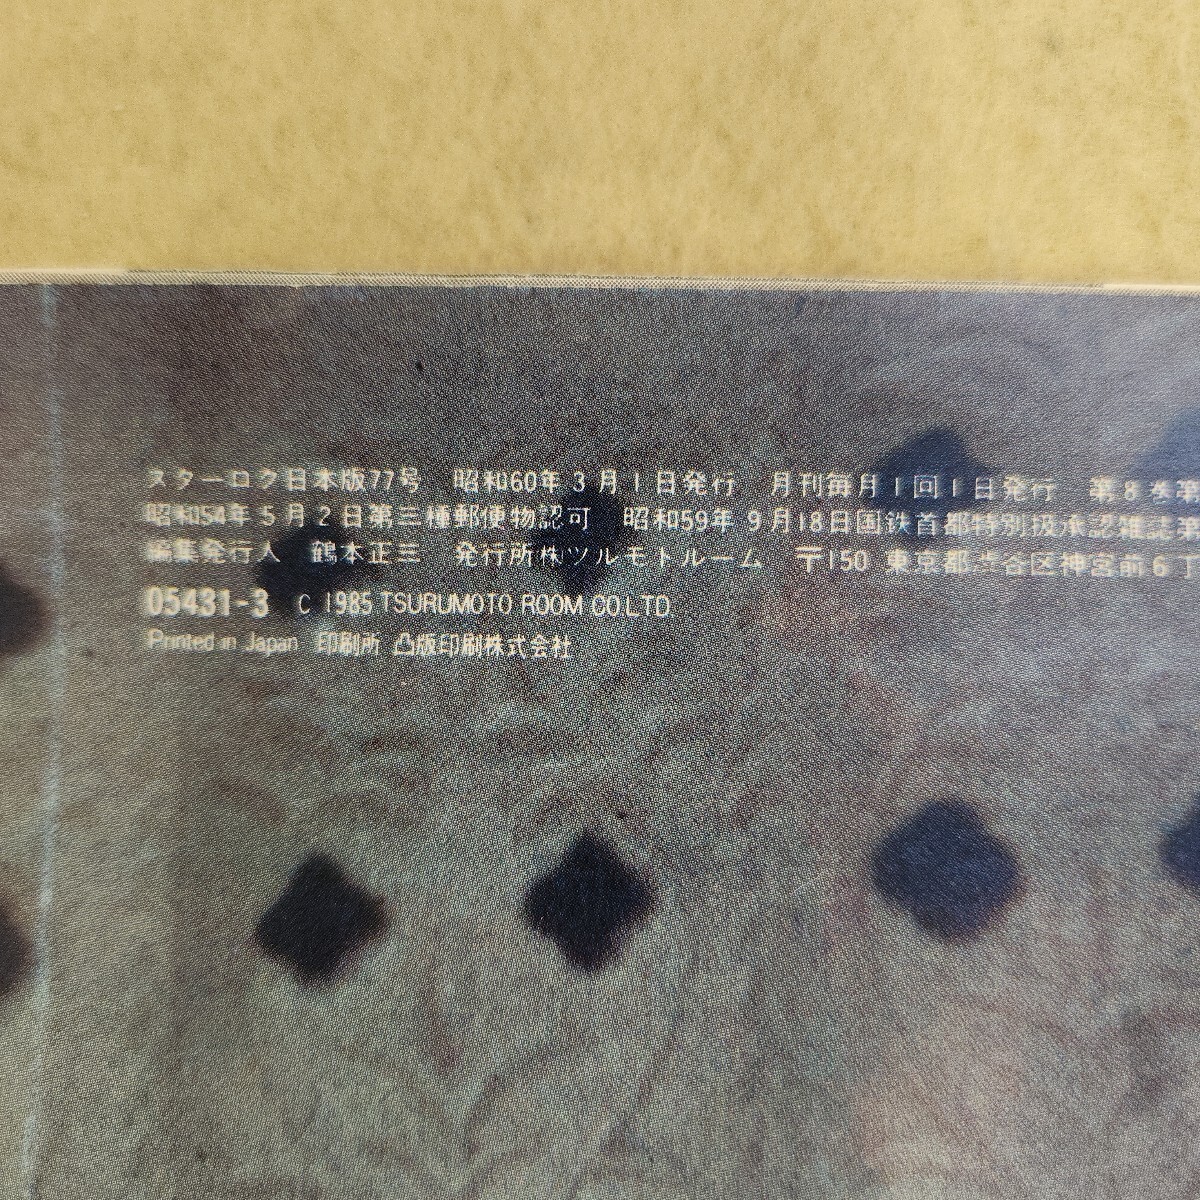 スターログ日本版77号　昭和60年3月1日発行　月刊毎月1回1日発行　第8巻第
昭和54年5月2日第三種郵便物認可　昭和59年9月18日国鉄首都特別扱承認雑誌第
編集発行人　鶴本正三　発行所㈱ツルモトルーム　〒150 東京都渋谷区神宮前6丁
05431-3　C 1985 TSURUMOTO ROOM CO.LTD.
Printed in Japan　印刷所　凸版印刷株式会社